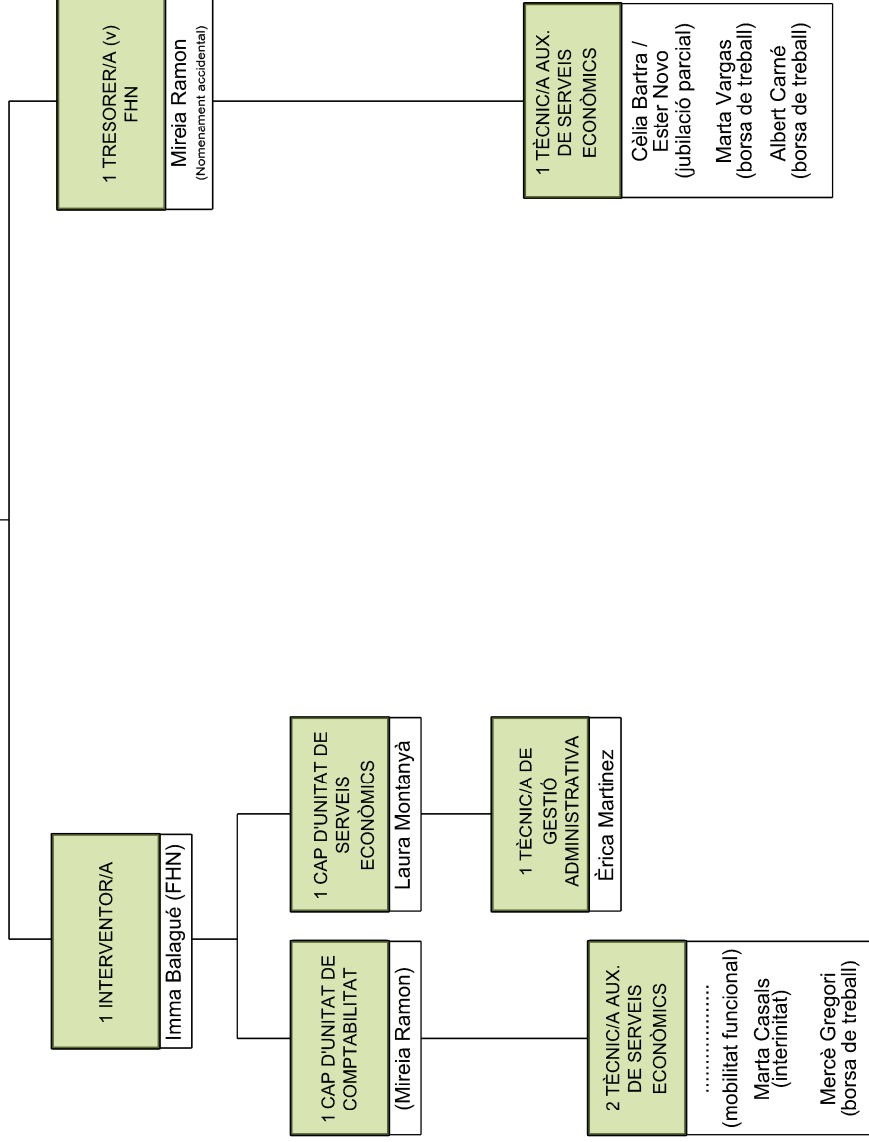 1 INTERVENTOR/A
Imma Balagué (FHN)
1 CAP D'UNITAT DE
COMPTABILITAT
(Mireia Ramon)
2 TÈCNIC/A AUX.
DE SERVEIS
ECONÒMICS
...................
(mobilitat funcional)
Marta Casals
(interinitat)
Mercè Gregori
(borsa de treball)
1 CAP D'UNITAT DE
SERVEIS
ECONÒMICS
Laura Montanyà
1 TÈCNIC/A DE
GESTIÓ
ADMINISTRATIVA
Èrica Martinez
1 TRESORER/A (v)
FHN
Mireia Ramon
(Nomenament accidental)
1 TÈCNIC/A AUX.
DE SERVEIS
ECONÒMICS
Cèlia Bartra /
Ester Novo
(jubilació parcial)
Marta Vargas
(borsa de treball)
Albert Carné
(borsa de treball)